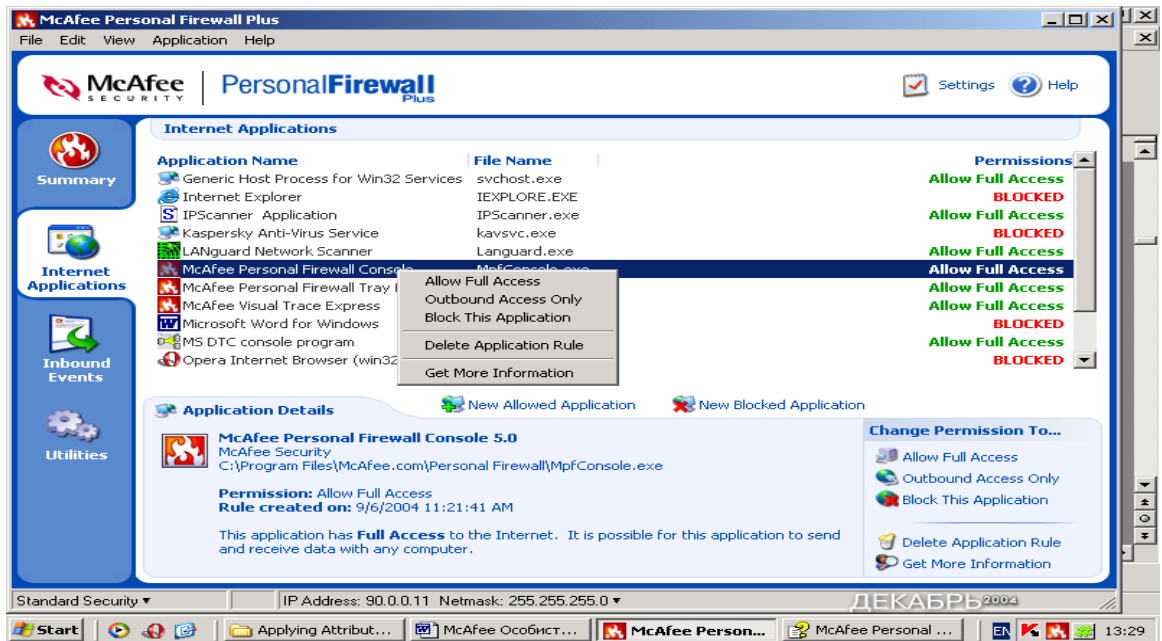 McAfee Personal Firewall Plus
File Edit View Application Help
McAfee SECURITY PersonalFirewall Plus Settings Help
Internet Applications
Application Name File Name Permissions
Summary
Generic Host Process for Win32 Services svchost.exe Allow Full Access
Internet Explorer IEXPLORE.EXE BLOCKED
IPScanner Application IPScanner.exe Allow Full Access
Kaspersky Anti-Virus Service kavsvc.exe BLOCKED
LANguard Network Scanner Languard.exe Allow Full Access
Internet Applications
McAfee Personal Firewall Console MpfConsole.exe Allow Full Access
McAfee Personal Firewall Tray Allow Full Access
McAfee Visual Trace Express Allow Full Access
Microsoft Word for Windows BLOCKED
MS DTC console program Allow Full Access
Opera Internet Browser (win32 BLOCKED
Allow Full Access
Outbound Access Only
Block This Application
Delete Application Rule
Get More Information
Inbound Events
Utilities
Application Details New Allowed Application New Blocked Application
McAfee Personal Firewall Console 5.0
McAfee Security
C:\Program Files\McAfee.com\Personal Firewall\MpfConsole.exe
Permission: Allow Full Access
Rule created on: 9/6/2004 11:21:41 AM
This application has Full Access to the Internet. It is possible for this application to send
and receive data with any computer.
Change Permission To...
Allow Full Access
Outbound Access Only
Block This Application
Delete Application Rule
Get More Information
Standard Security IP Address: 90.0.0.11 Netmask: 255.255.255.0 ДЕКАБРЬ 2004
Start Applying Attribut... McAfee Особист... McAfee Person... McAfee Personal ... EN 13:29